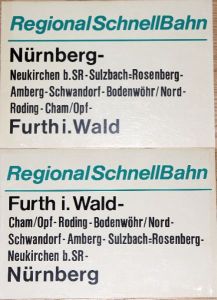 RegionalSchnellBahn
Nürnberg-
Neukirchen b.SR-Sulzbach=Rosenberg-
Amberg-Schwandorf-Bodenwöhr/Nord-
Roding-Cham/Opf-
Furth i. Wald
RegionalSchnellBahn
Furth i. Wald-
Cham/Opf-Roding-Bodenwöhr/Nord-
Schwandorf-Amberg-Sulzbach=Rosenberg-
Neukirchen b.SR-
Nürnberg